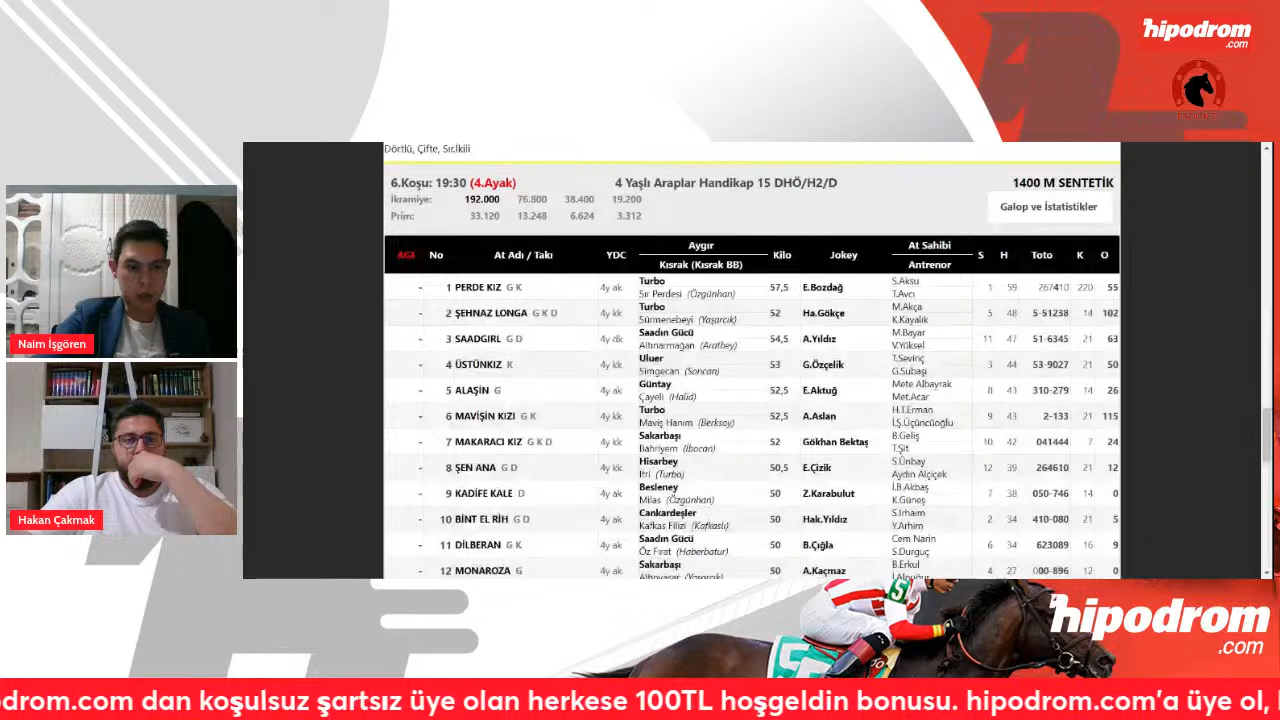 hipodrom
.com
Dörtlü, Çifte, Sır.İkili
6.Koşu: 19:30 (4.Ayak) 4 Yaşlı Araplar Handikap 15 DHÖ/H2/D 1400 M SENTETİK
İkramiye: 192.000 76.800 38.400 19.200
Prim: 33.120 13.248 6.624 3.312
Galop ve İstatistikler
AGF No At Adı / Takı YDC Aygır Kısrak (Kısrak BB) Kilo Jokey At Sahibi Antrenor S H Toto K O
- 1 PERDE KIZ G K 4y ak Turbo Sır Perdesi (Özgünhan) 57,5 E.Bozdağ S.Aksu T.Avcı 1 59 267410 220 55
- 2 ŞEHNAZ LONGA G K D 4y kk Turbo Sürmenebeyi (Yaşarcık) 52 Ha.Gökçe M.Akça K.Kayalık 5 48 5-51238 14 102
- 3 SAADGIRL G D 4y dk Saadın Gücü Altınarmağan (Aratbey) 54,5 A.Yıldız M.Bayar V.Yüksel 11 47 51-6345 21 63
- 4 ÜSTÜNKIZ K 4y kk Uluer Simgecan (Soncan) 53 G.Özçelik T.Sevinç G.Subaşı 3 44 53-9027 21 50
- 5 ALAŞİN G 4y ak Güntay Çayeli (Halid) 52,5 E.Aktuğ Mete Albayrak Met.Acar 8 43 310-279 14 26
- 6 MAVİŞİN KIZI G K 4y kk Turbo Maviş Hanım (Berksay) 52,5 A.Aslan H.T.Erman İ.Ş.Üçüncüoğlu 9 43 2-133 21 115
- 7 MAKARACI KIZ G K D 4y kk Sakarbaşı Bahriyem (İbocan) 52 Gökhan Bektaş B.Geliş T.Şit 10 42 041444 7 24
- 8 ŞEN ANA G D 4y kk Hisarbey Itri (Turbo) 50,5 E.Çizik S.Ünbay Aydın Alçiçek 12 39 264610 21 12
- 9 KADİFE KALE D 4y ak Besleney Milas (Özgünhan) 50 Z.Karabulut İ.B.Akbaş K.Güneş 7 38 050-746 14 0
- 10 BİNT EL RİH G D 4y ak Cankardeşler Kafkas Filizi (Kafkaslı) 50 Hak.Yıldız S.Irhaım Y.Arhim 2 34 410-080 21 5
- 11 DİLBERAN G K 4y ak Saadın Gücü Öz Fırat (Haberbatur) 50 B.Çığla Cem Narin S.Durguç 6 34 623089 16 9
- 12 MONAROZA G 4y ak Sakarbaşı 50 A.Kaçmaz B.Erkul 4 27 000-896 12 0
Naim İşgören
Hakan Çakmak
5
hipodrom
.com
odrom.com dan koşulsuz şartsız üye olan herkese 100TL hoşgeldin bonusu. hipodrom.com'a üye ol,